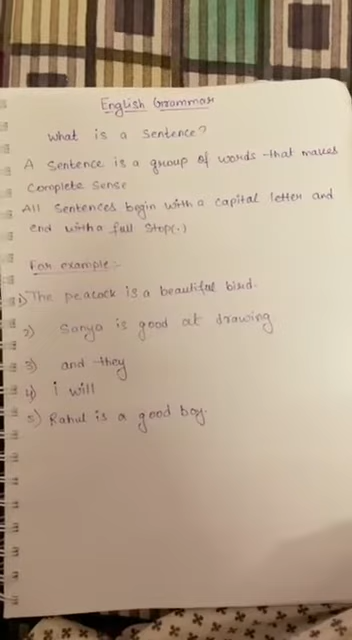 English Grammar
What is a Sentence?
A Sentence is a group of words that makes
Complete Sense
All Sentences begin with a capital letter and
end with a full Stop(.)
For example:-
1) The peacock is a beautiful bird.
2) Sonya is good at drawing
3) and they
4) i will
5) Rahul is a good boy.